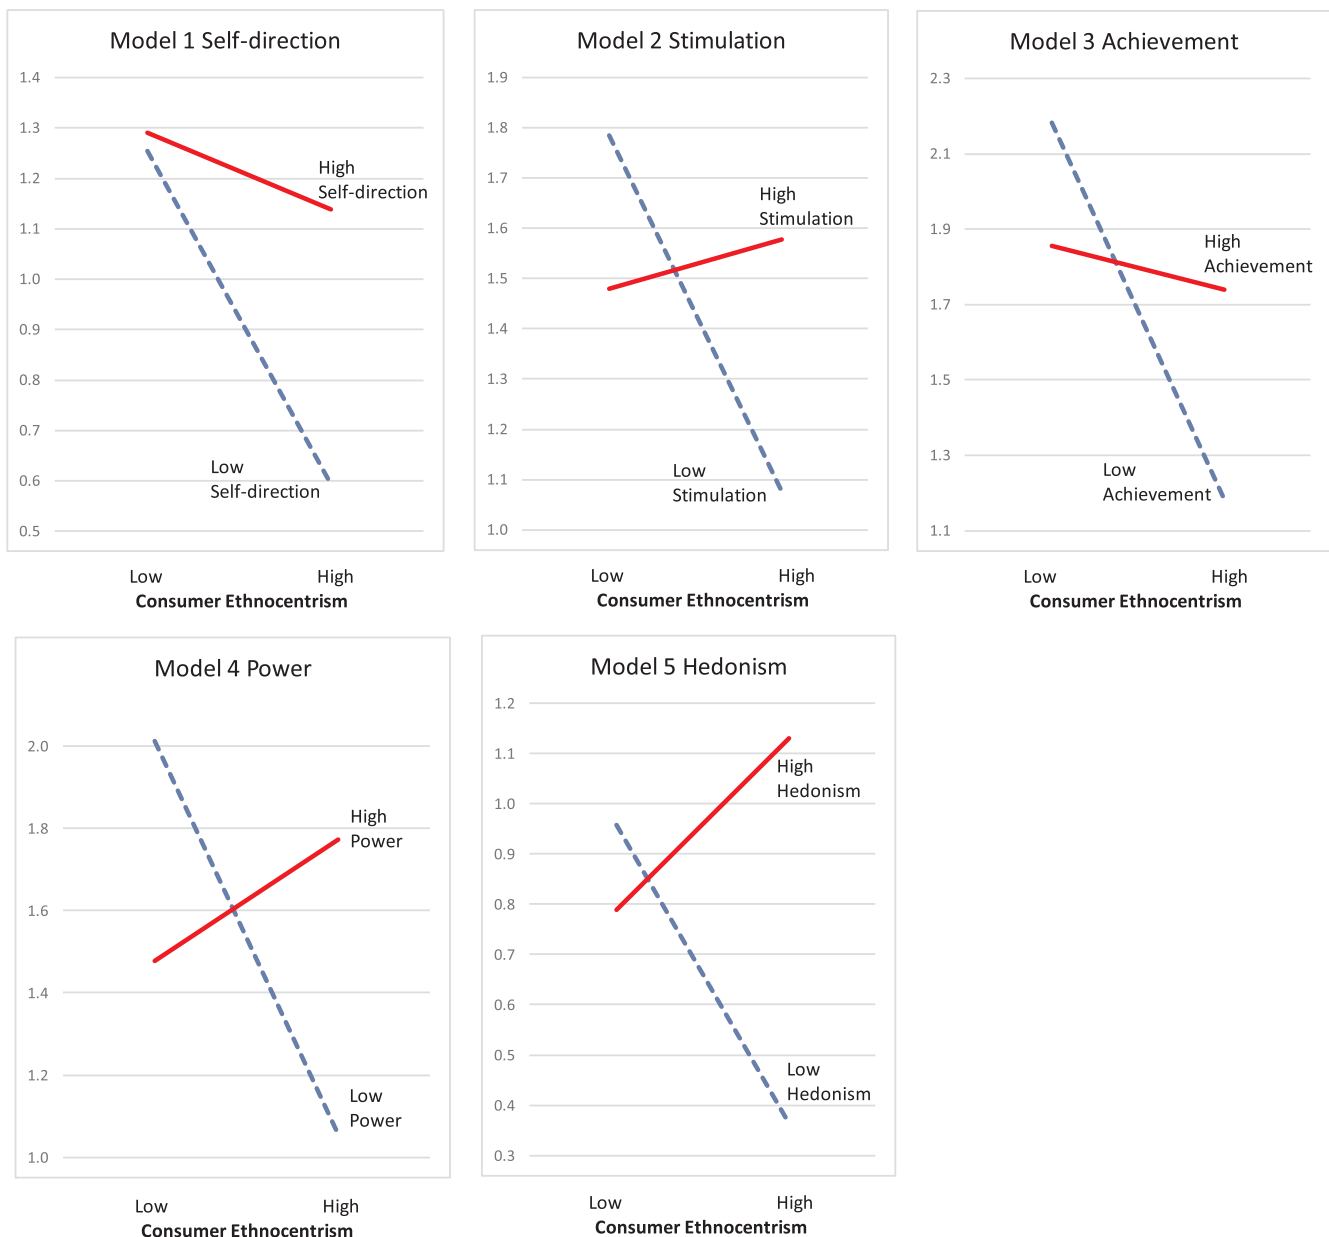 Model 1 Self-direction
1.4
1.3
1.2
1.1
1.0
0.9
0.8
0.7
0.6
0.5
High
Self-direction
Low
Self-direction
Low High
Consumer Ethnocentrism
Model 2 Stimulation
1.9
1.8
1.7
1.6
1.5
1.4
1.3
1.2
1.1
1.0
High
Stimulation
Low
Stimulation
Low High
Consumer Ethnocentrism
Model 3 Achievement
2.3
2.1
1.9
1.7
1.5
1.3
1.1
High
Achievement
Low
Achievement
Low High
Consumer Ethnocentrism
Model 4 Power
2.0
1.8
1.6
1.4
1.2
1.0
High
Power
Low
Power
Low High
Consumer Ethnocentrism
Model 5 Hedonism
1.2
1.1
1.0
0.9
0.8
0.7
0.6
0.5
0.4
0.3
High
Hedonism
Low
Hedonism
Low High
Consumer Ethnocentrism